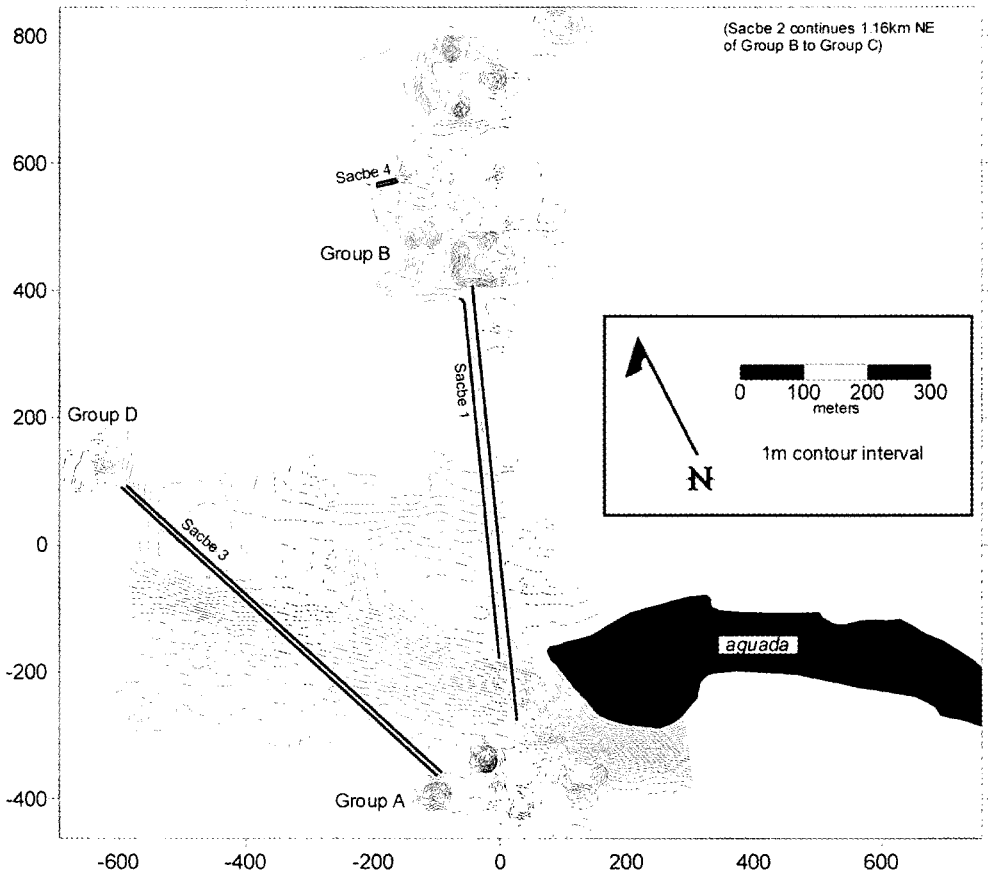 (Sacbe 2 continues 1.16km NE
of Group B to Group C)
800
600
400
200
0
-200
-400
Sacbe 4
Group B
Sacbe 1
Group D
Sacbe 3
Group A
0 100 200 300
meters
1m contour interval
N
aquada
-600 -400 -200 0 200 400 600